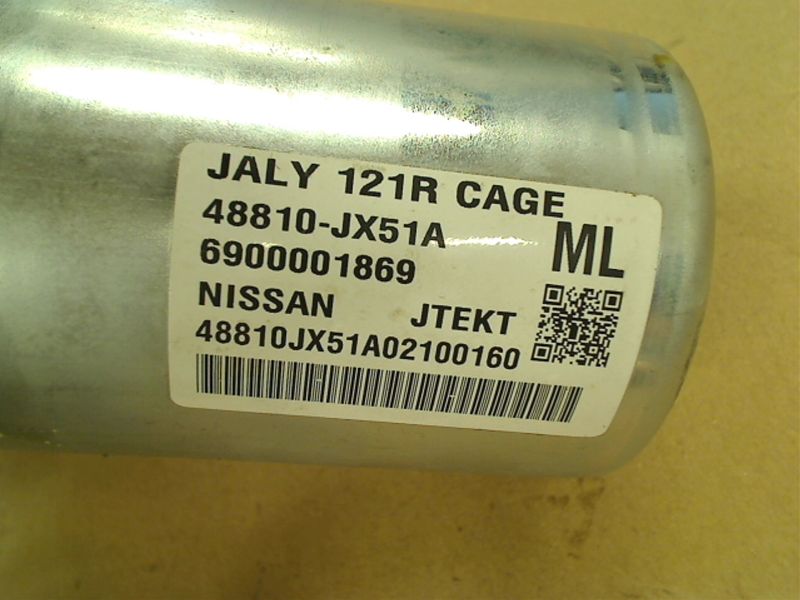 JALY 121R CAGE
48810-JX51A
ML
6900001869
NISSAN JTEKT
48810JX51A02100160